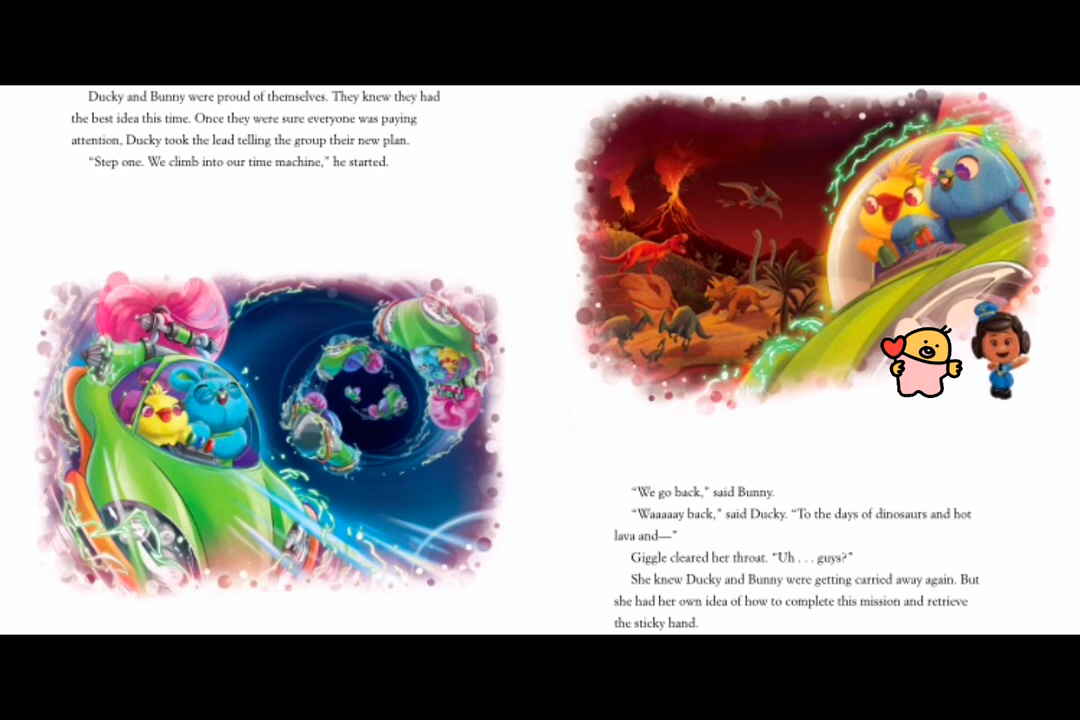 Ducky and Bunny were proud of themselves. They knew they had
the best idea this time. Once they were sure everyone was paying
attention, Ducky took the lead telling the group their new plan.
“Step one. We climb into our time machine,” he started.
“We go back,” said Bunny.
“Waaaaay back,” said Ducky. “To the days of dinosaurs and hot
lava and—”
Giggle cleared her throat. “Uh . . . guys?”
She knew Ducky and Bunny were getting carried away again. But
she had her own idea of how to complete this mission and retrieve
the sticky hand.